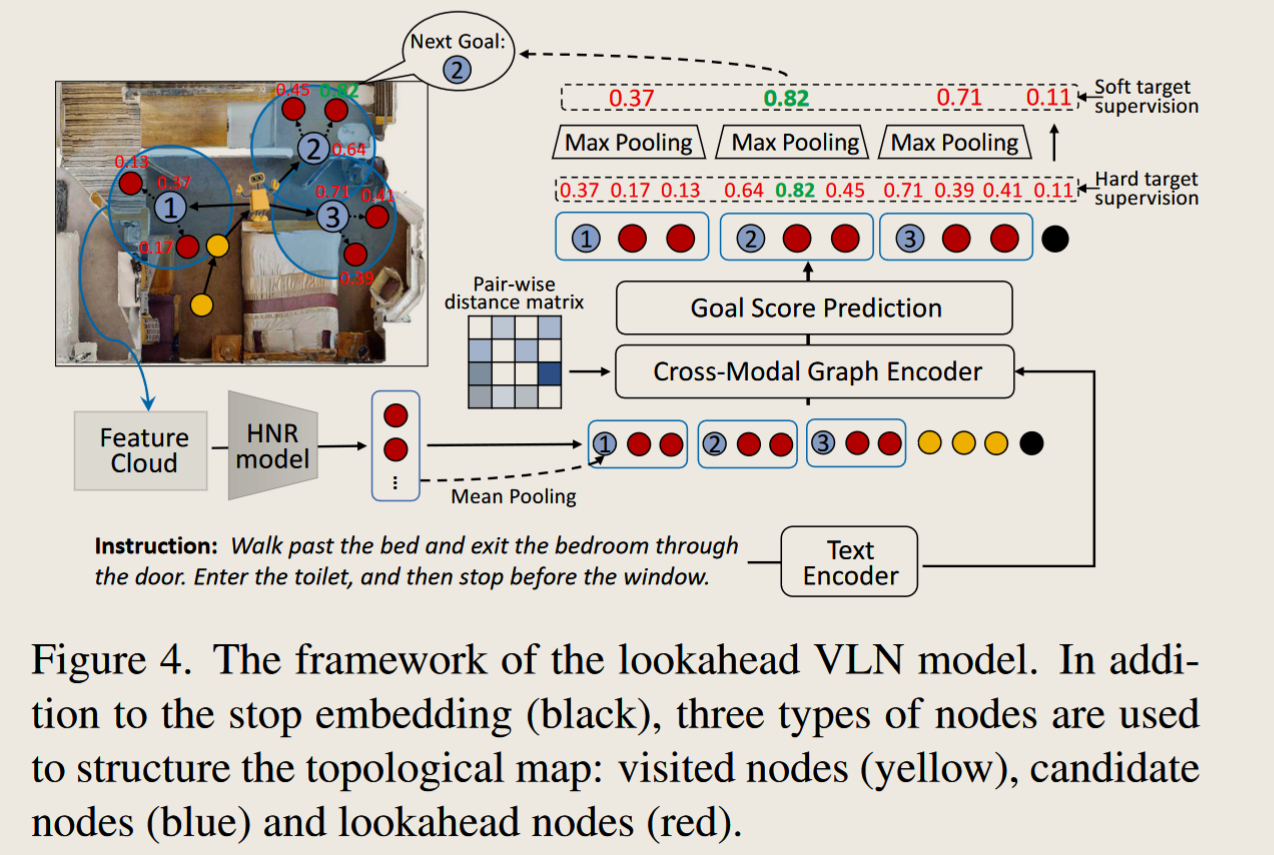 Next Goal:
2
0.45 0.82
2
0.64
0.13
0.37
1
0.71
0.41
3
0.17
0.39
0.37 0.82 0.71 0.11
Soft target
supervision
Max Pooling Max Pooling Max Pooling
0.37 0.17 0.13 0.64 0.82 0.45 0.71 0.39 0.41 0.11
Hard target
supervision
1 2 3
Pair-wise
distance matrix
Goal Score Prediction
Cross-Modal Graph Encoder
Feature
Cloud
HNR
model
1 2 3
Mean Pooling
Instruction: Walk past the bed and exit the bedroom through
the door. Enter the toilet, and then stop before the window.
Text
Encoder
Figure 4. The framework of the lookahead VLN model. In addi-
tion to the stop embedding (black), three types of nodes are used
to structure the topological map: visited nodes (yellow), candidate
nodes (blue) and lookahead nodes (red).